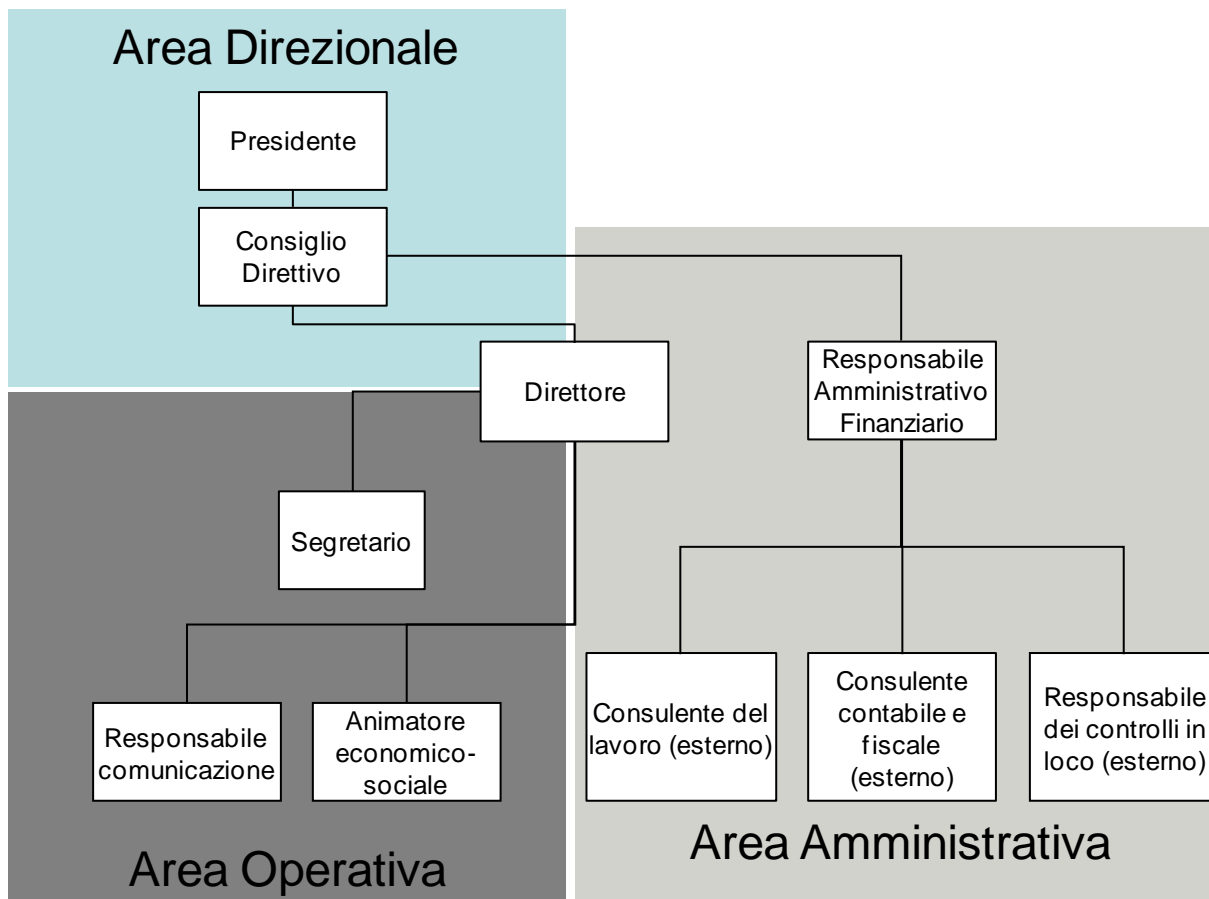 Area Direzionale
Presidente
Consiglio
Direttivo
Direttore
Responsabile
Amministrativo
Finanziario
Segretario
Responsabile
comunicazione
Animatore
economico-
sociale
Consulente del
lavoro (esterno)
Consulente
contabile e
fiscale
(esterno)
Responsabile
dei controlli in
loco (esterno)
Area Operativa
Area Amministrativa